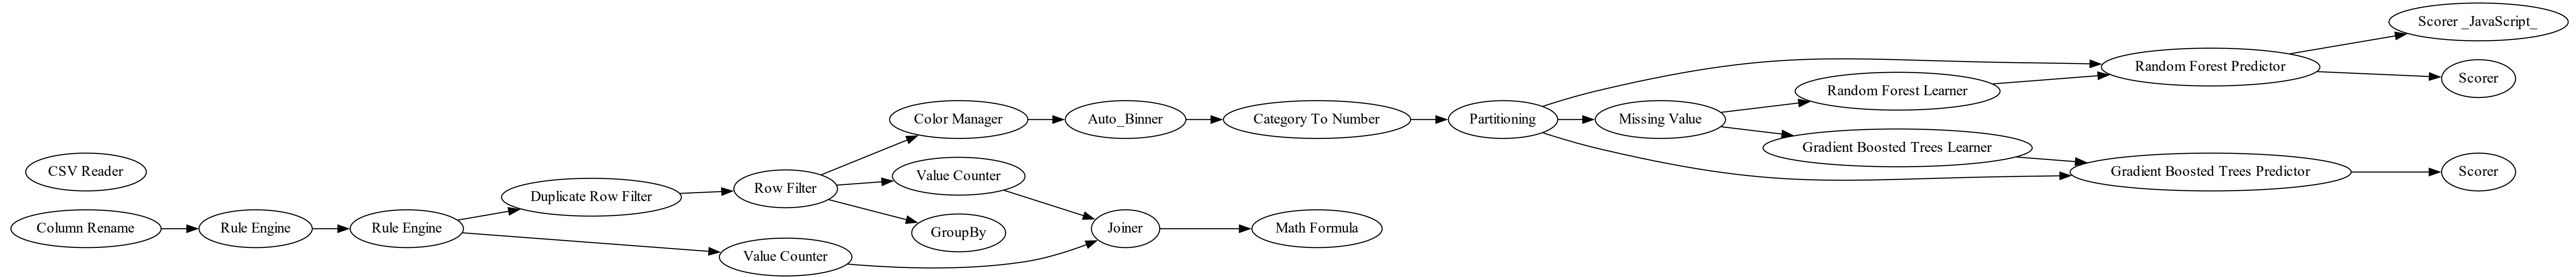 CSV Reader
Column Rename
Rule Engine
Rule Engine
Duplicate Row Filter
Value Counter
Row Filter
Color Manager
Value Counter
GroupBy
Auto_Binner
Joiner
Category To Number
Math Formula
Partitioning
Missing Value
Random Forest Learner
Gradient Boosted Trees Learner
Random Forest Predictor
Gradient Boosted Trees Predictor
Scorer _JavaScript_
Scorer
Scorer